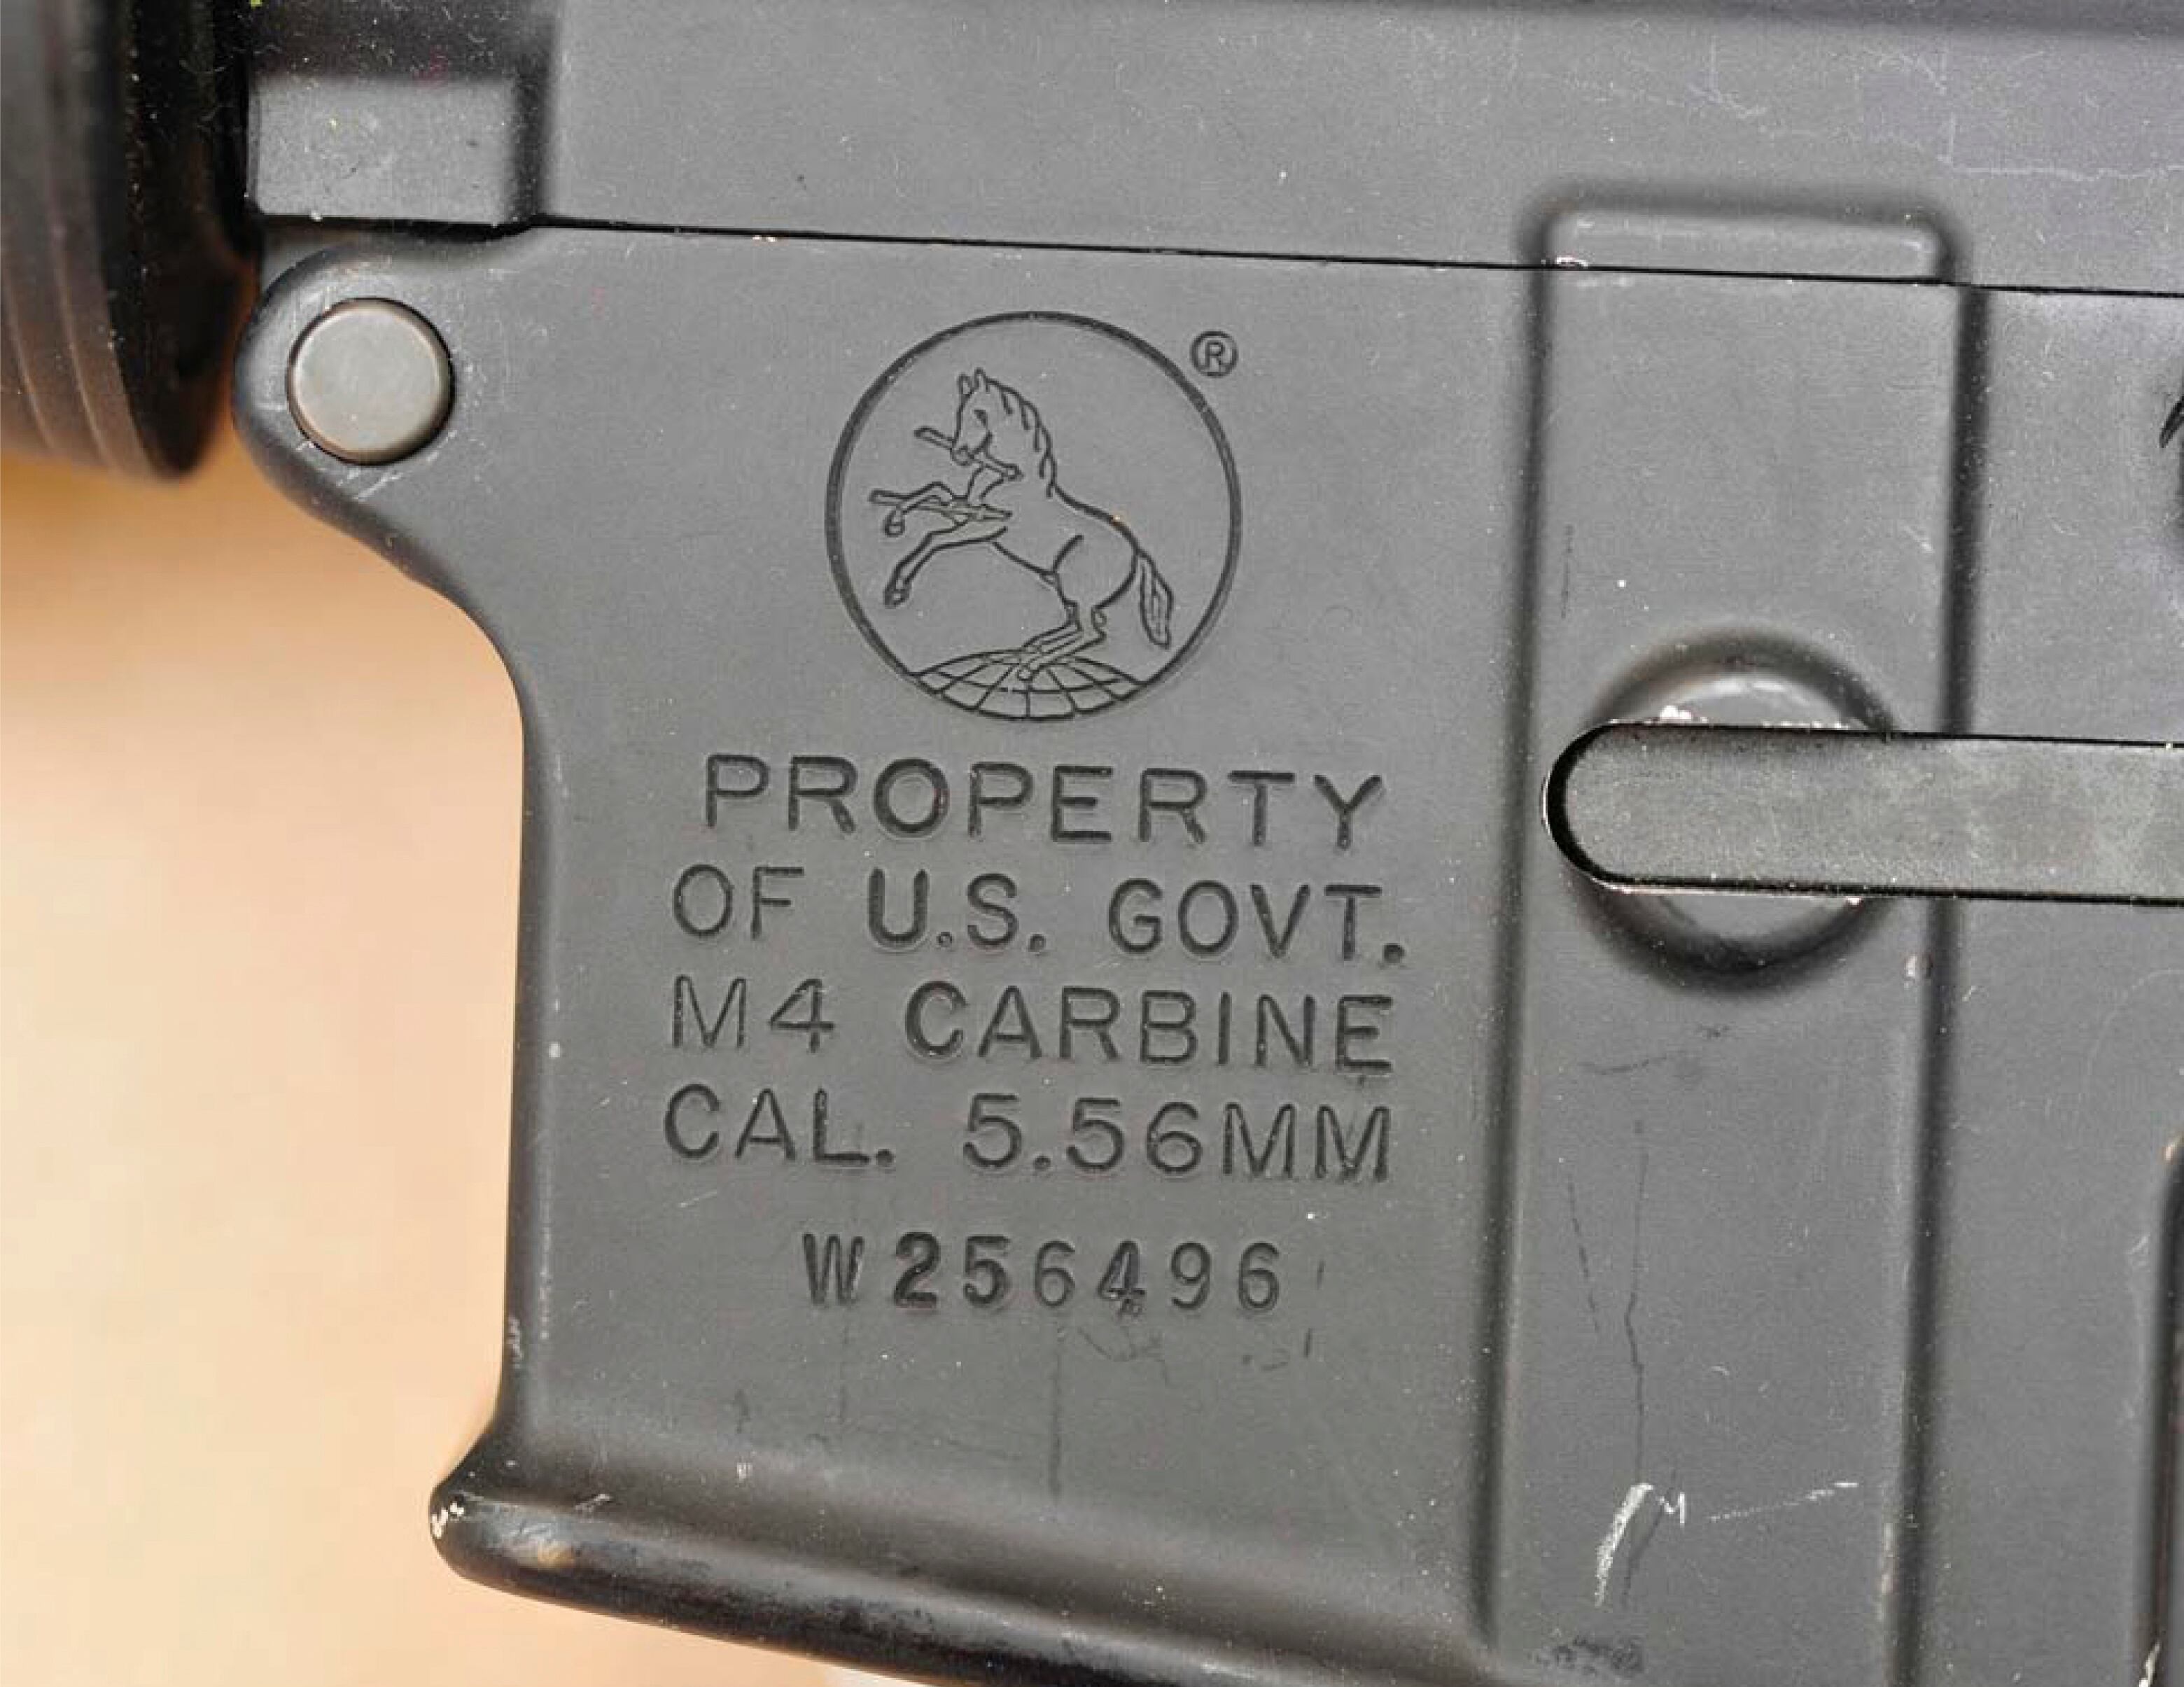 ®
PROPERTY
OF U.S. GOVT.
M4 CARBINE
CAL. 5.56MM
W256496